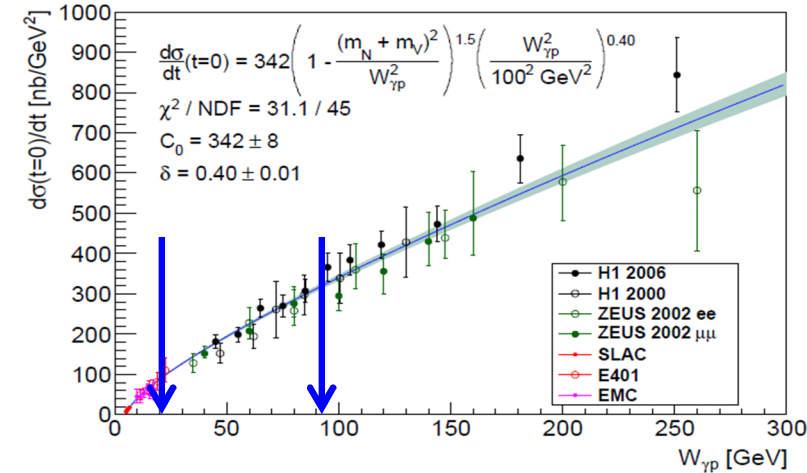 dσ/dt(t=0) = 342(1 - (m_N + m_V)²/W²_γp)^1.5 (W²_γp/100² GeV²)^0.40
χ² / NDF = 31.1 / 45
C₀ = 342 ± 8
δ = 0.40 ± 0.01
dσ(t=0)/dt [nb/GeV²]
1000
900
800
700
600
500
400
300
200
100
0
H1 2006
H1 2000
ZEUS 2002 ee
ZEUS 2002 μμ
SLAC
E401
EMC
0 50 100 150 200 250 300
W_γp [GeV]